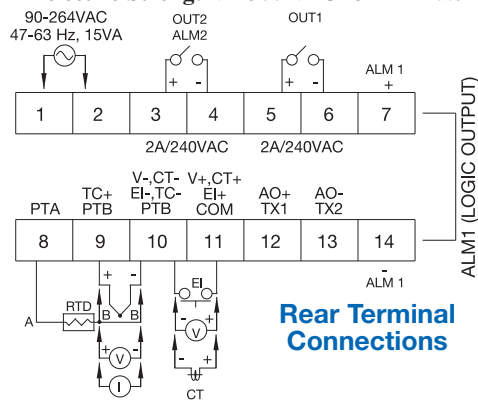 90-264VAC
47-63 Hz, 15VA
OUT2
ALM2
OUT1
+ -
+ -
ALM 1
+
1 2 3 4 5 6 7
2A/240VAC 2A/240VAC
ALM1 (LOGIC OUTPUT)
V-,CT- V+,CT+
TC+ EI-,TC- EI+ AO+ AO-
PTA PTB PTB COM TX1 TX2
8 9 10 11 12 13 14
-
ALM 1
+ -
EI
RTD
A B B
- V +
+ V -
- +
I
CT
Rear Terminal
Connections